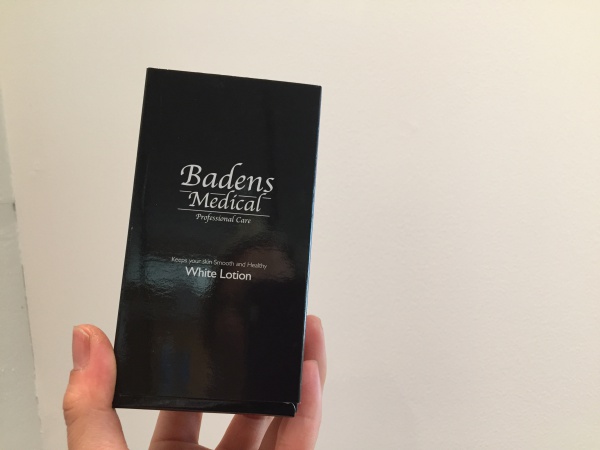 Badens
Medical
Professional Care
Keeps your skin Smooth and Healthy
White Lotion